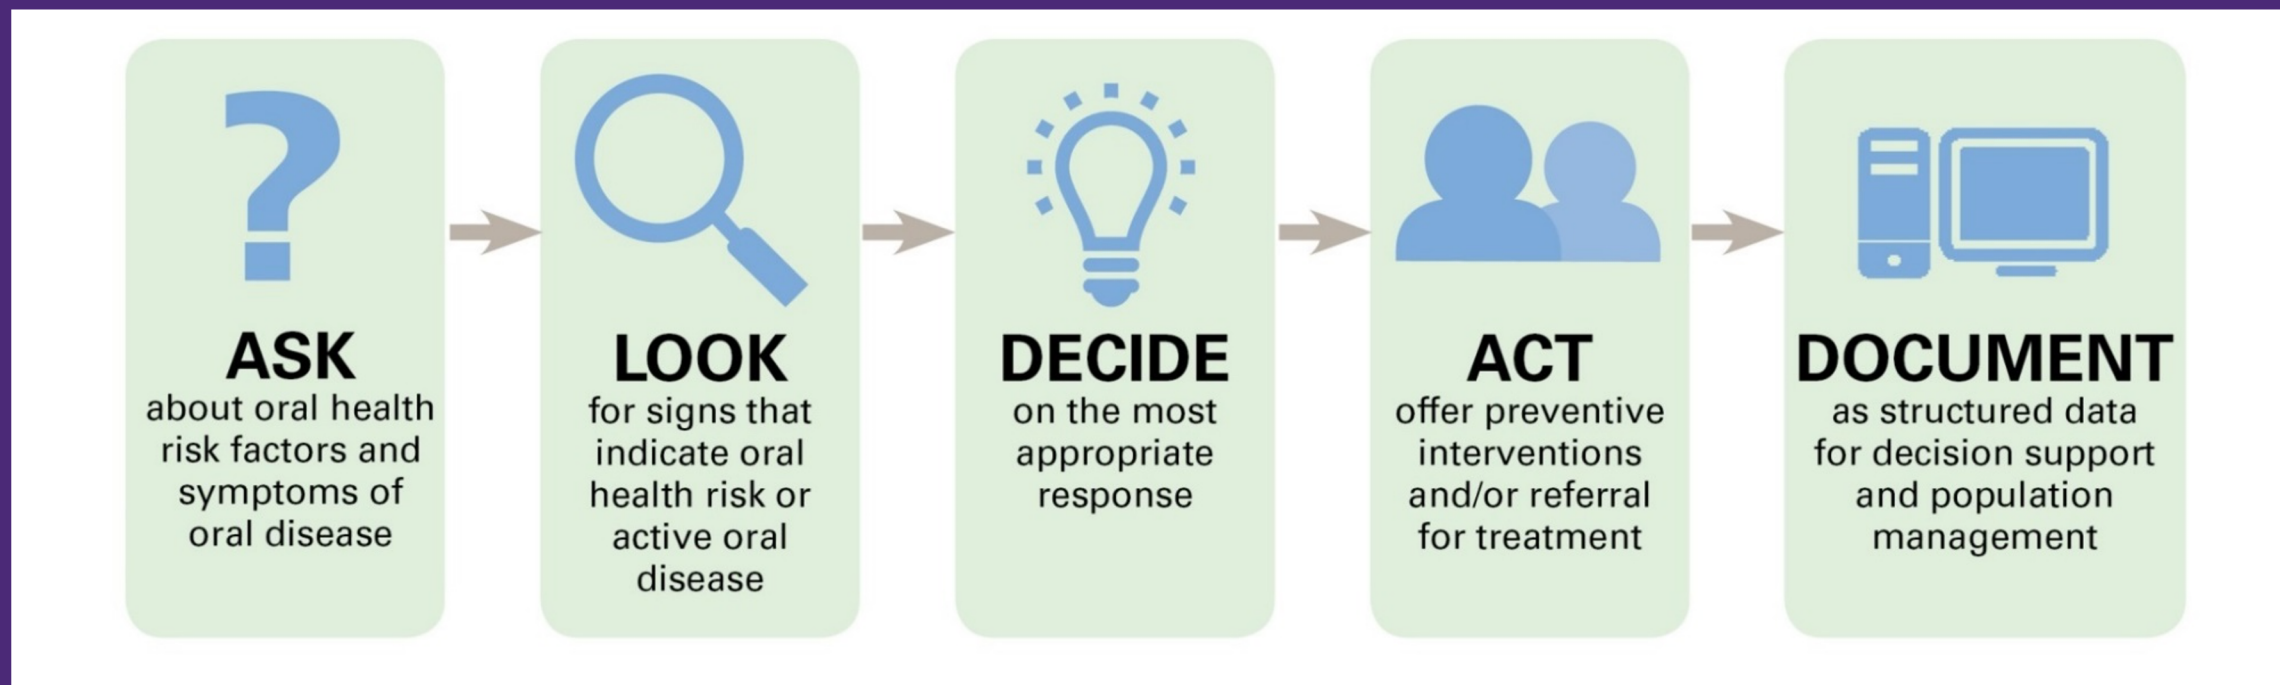 ASK
about oral health
risk factors and
symptoms of
oral disease
LOOK
for signs that
indicate oral
health risk or
active oral
disease
DECIDE
on the most
appropriate
response
ACT
offer preventive
interventions
and/or referral
for treatment
DOCUMENT
as structured data
for decision support
and population
management